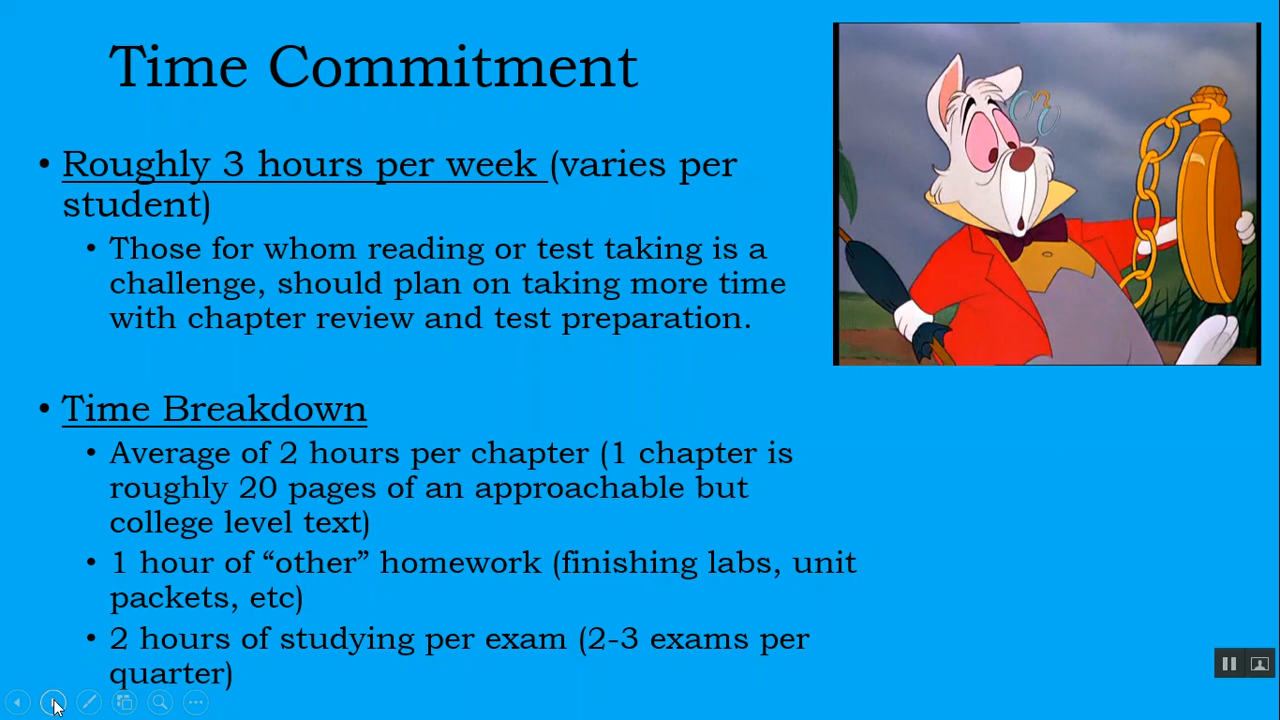 Time Commitment
• Roughly 3 hours per week (varies per
student)
• Those for whom reading or test taking is a
challenge, should plan on taking more time
with chapter review and test preparation.
• Time Breakdown
• Average of 2 hours per chapter (1 chapter is
roughly 20 pages of an approachable but
college level text)
• 1 hour of “other” homework (finishing labs, unit
packets, etc)
• 2 hours of studying per exam (2-3 exams per
quarter)